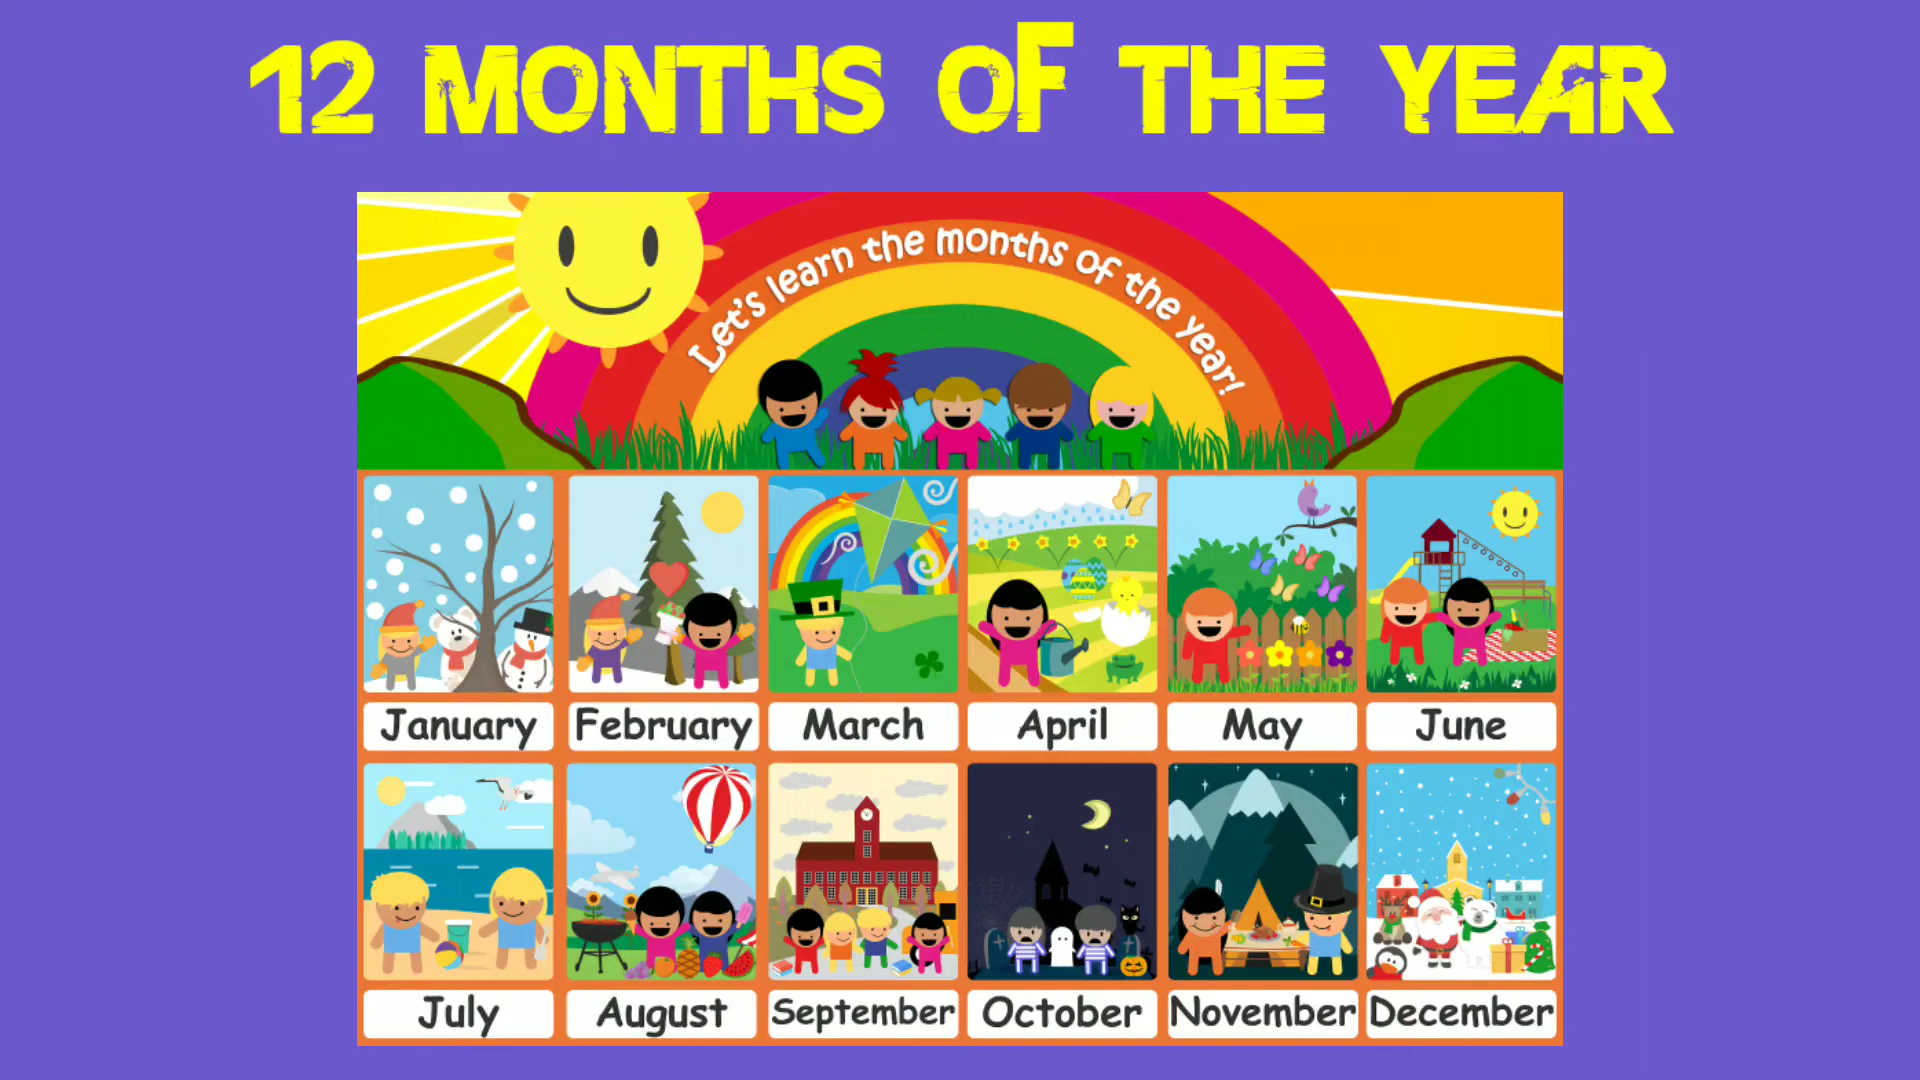 12 MONTHS OF THE YEAR
Let's learn the months of the year!
January February March April May June
July August September October November December